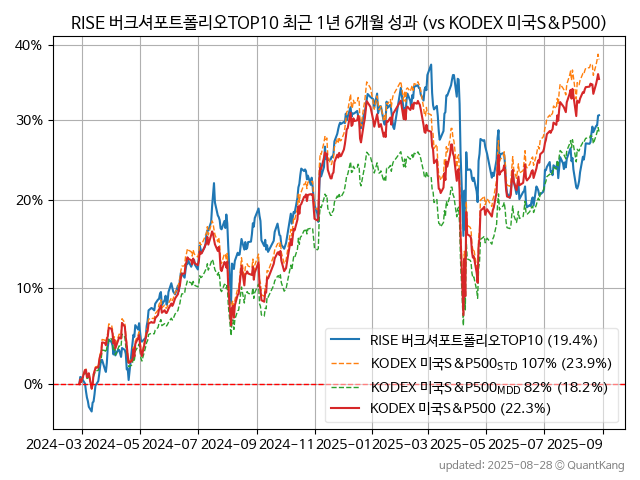 RISE 버크셔포트폴리오TOP10 최근 1년 6개월 성과 (vs KODEX 미국S&P500)
40%
30%
20%
10%
0%
RISE 버크셔포트폴리오TOP10 (19.4%)
KODEX 미국S&P500STD 107% (23.9%)
KODEX 미국S&P500MDD 82% (18.2%)
KODEX 미국S&P500 (22.3%)
2024-03 2024-05 2024-07 2024-09 2024-11 2025-01 2025-03 2025-05 2025-07 2025-09
updated: 2025-08-28 © QuantKang